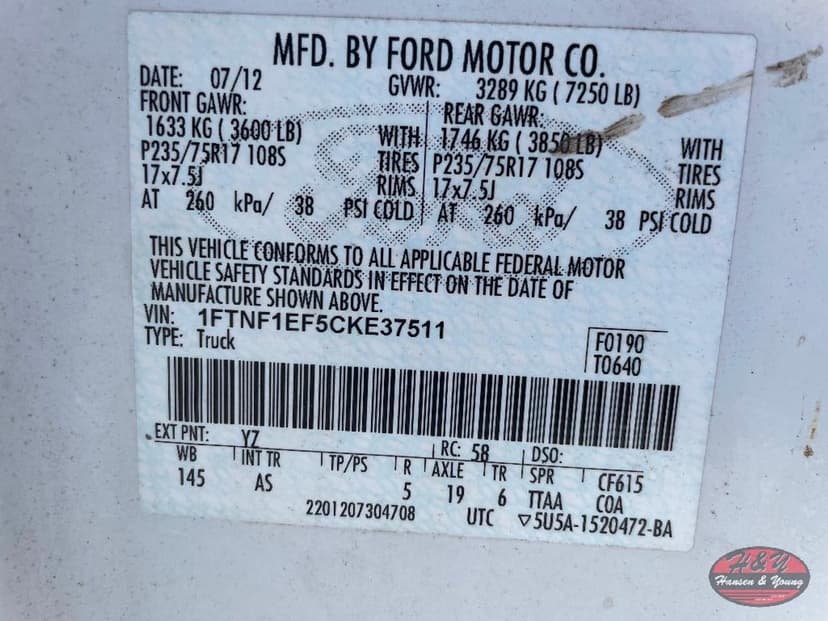 MFD. BY FORD MOTOR CO.
DATE: 07/12 GVWR: 3289 KG ( 7250 LB)
FRONT GAWR: REAR GAWR:
1633 KG ( 3600 LB) WITH 1746 KG ( 3850 LB) WITH
P235/75R17 108S TIRES P235/75R17 108S TIRES
17x7.5J RIMS 17x7.5J RIMS
AT 260 kPa/ 38 PSI COLD AT 260 kPa/ 38 PSI COLD
THIS VEHICLE CONFORMS TO ALL APPLICABLE FEDERAL MOTOR
VEHICLE SAFETY STANDARDS IN EFFECT ON THE DATE OF
MANUFACTURE SHOWN ABOVE.
VIN: 1FTNF1EF5CKE37511
TYPE: Truck
F0190
T0640
EXT PNT: YZ RC: 58 DSO:
WB INT TR TP/PS R AXLE TR SPR CF615
145 AS 5 19 6 TTAA COA
2201207304708 UTC ▽5U5A-1520472-BA
H&Y
Hansen & Young